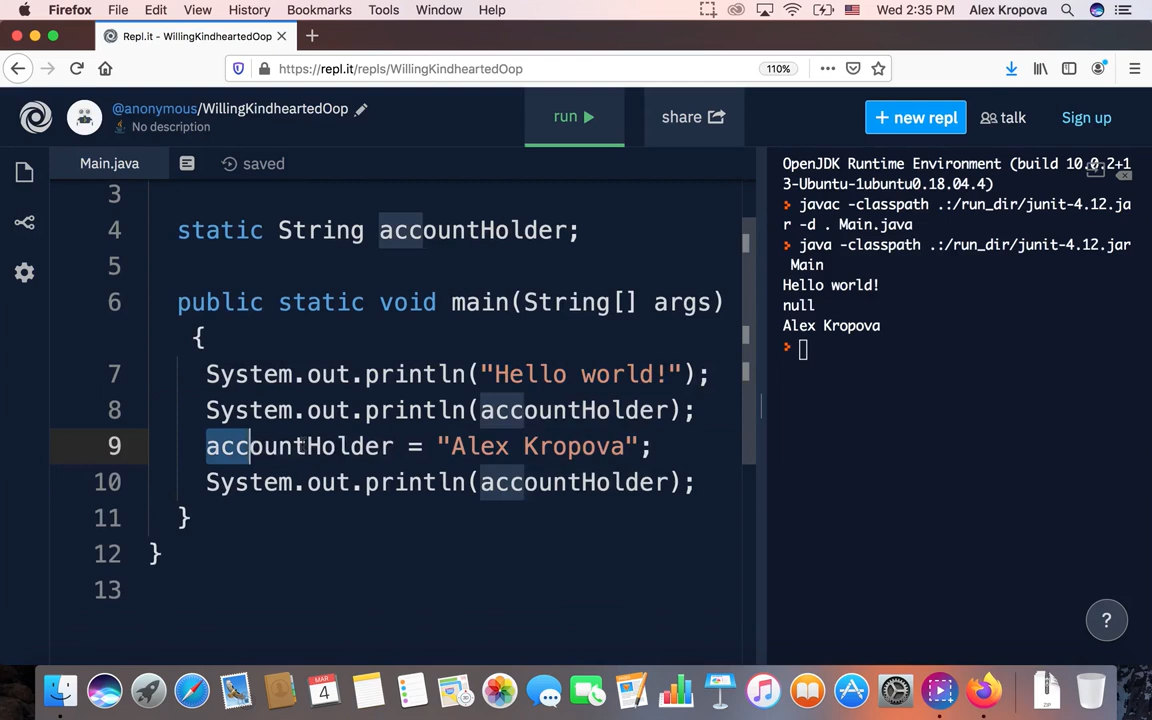 Firefox File Edit View History Bookmarks Tools Window Help Wed 2:35 PM Alex Kropova
Repl.it - WillingKindheartedOop
https://repl.it/repls/WillingKindheartedOop 110%
@anonymous/WillingKindheartedOop
No description
run
share
+ new repl
talk
Sign up
Main.java
saved
3
4 static String accountHolder;
5
6 public static void main(String[] args)
{
7 System.out.println("Hello world!");
8 System.out.println(accountHolder);
9 accountHolder = "Alex Kropova";
10 System.out.println(accountHolder);
11 }
12 }
13
OpenJDK Runtime Environment (build 10.0.2+1
3-Ubuntu-1ubuntu0.18.04.4)
javac -classpath .:/run_dir/junit-4.12.ja
r -d . Main.java
java -classpath .:/run_dir/junit-4.12.jar
Main
Hello world!
null
Alex Kropova
?
MAR
4
ZIP